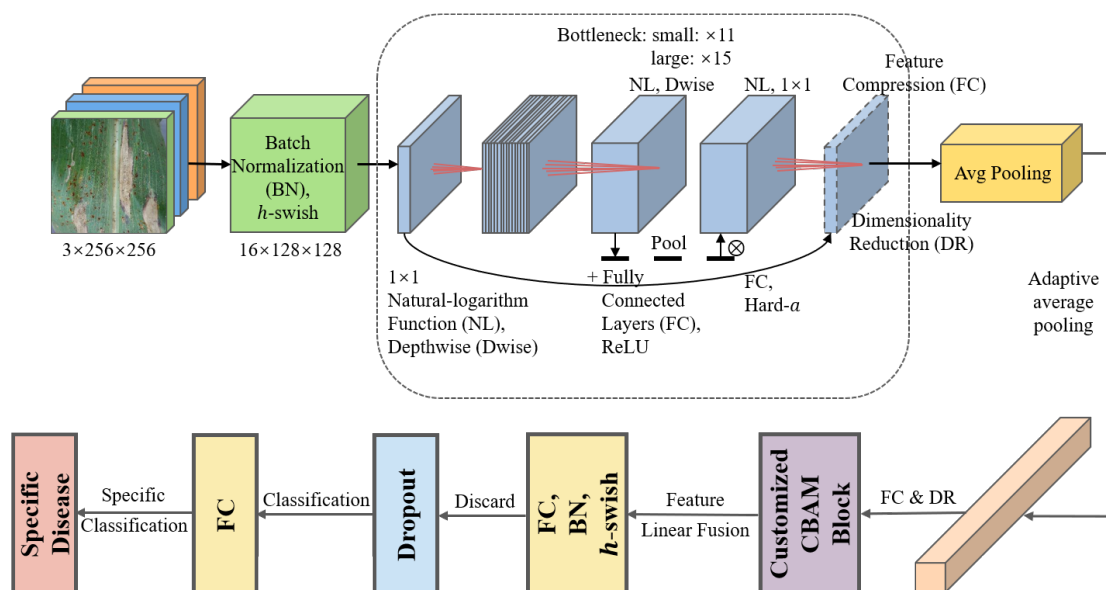 Bottleneck: small: ×11
large: ×15
NL, Dwise
NL, 1×1
Feature
Compression (FC)
Batch
Normalization
(BN),
h-swish
Avg Pooling
3×256×256
16×128×128
Pool
⊗
Dimensionality
Reduction (DR)
1×1
Natural-logarithm
Function (NL),
Depthwise (Dwise)
+ Fully
Connected
Layers (FC),
ReLU
FC,
Hard-a
Adaptive
average
pooling
Specific
Disease
Specific
Classification
FC
Classification
Dropout
Discard
FC,
BN,
h-swish
Feature
Linear Fusion
Customized
CBAM
Block
FC & DR